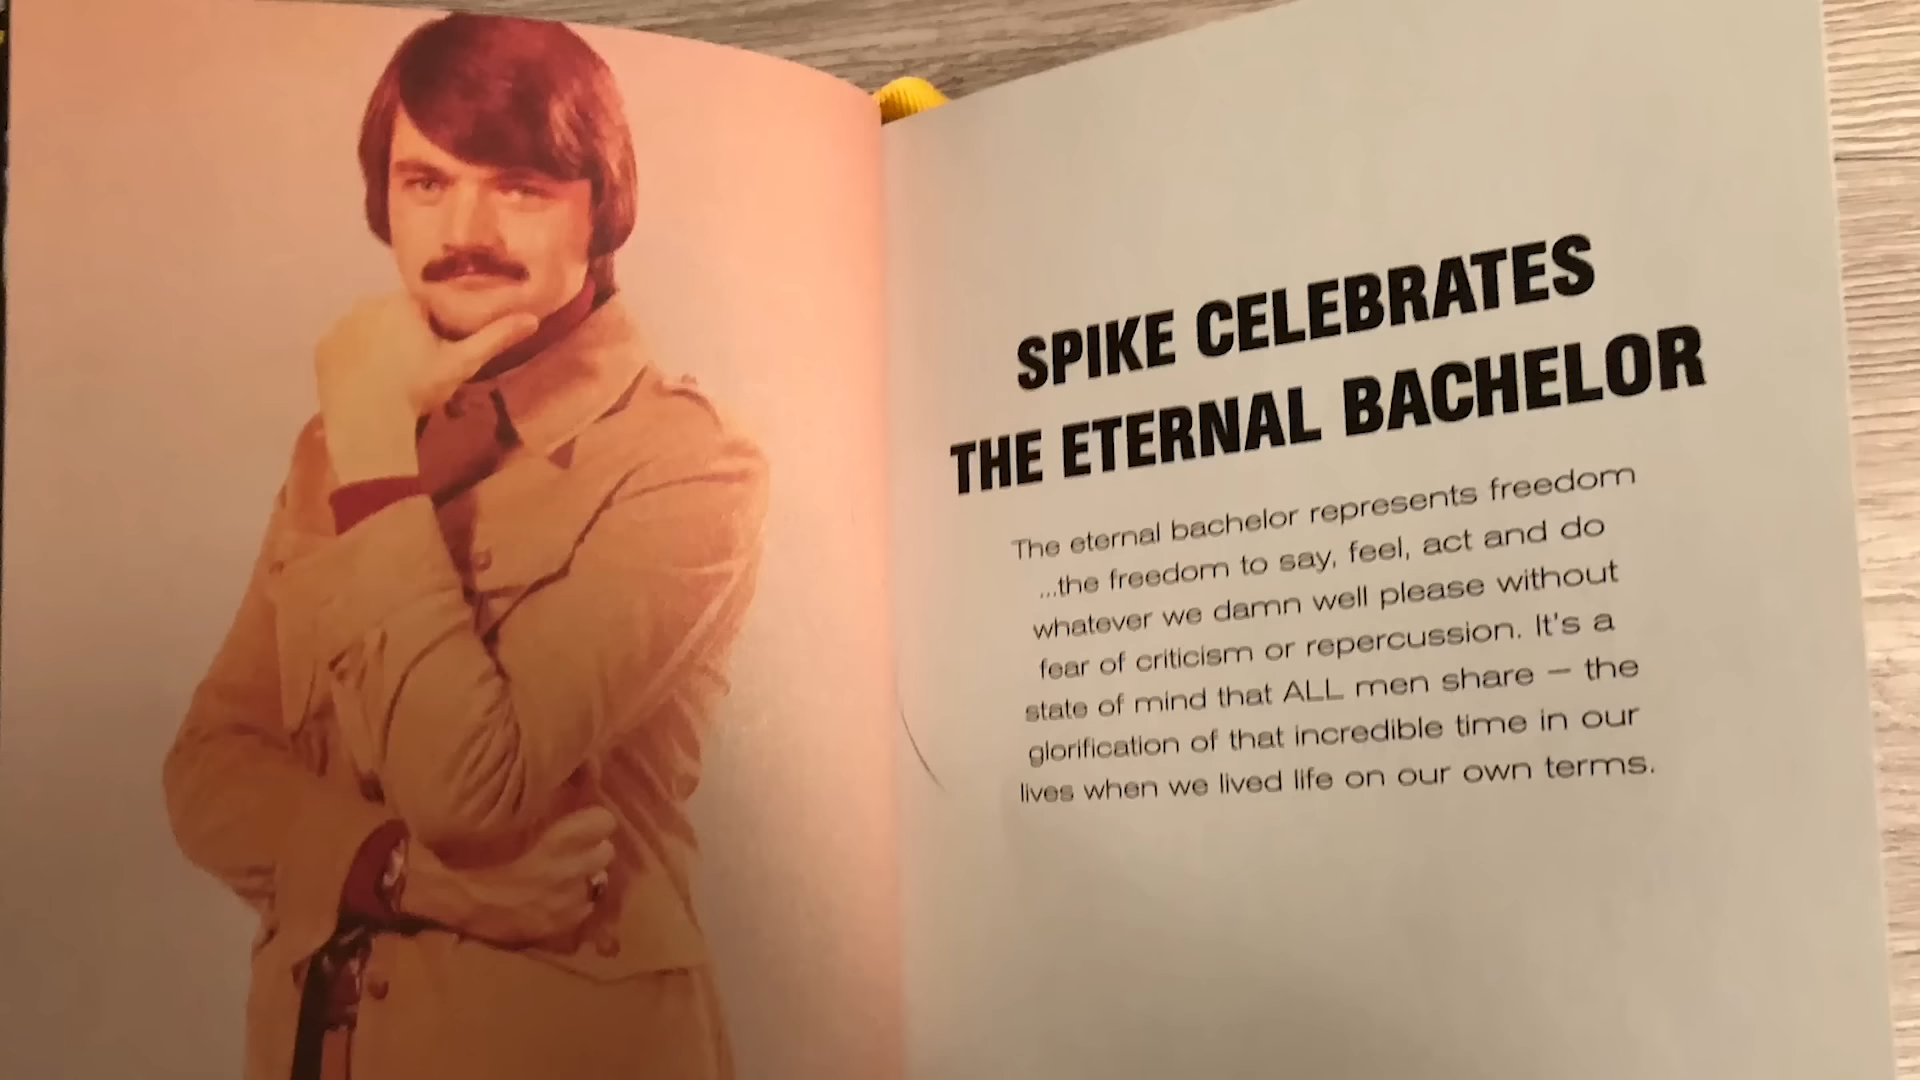 SPIKE CELEBRATES
THE ETERNAL BACHELOR
The eternal bachelor represents freedom
...the freedom to say, feel, act and do
whatever we damn well please without
fear of criticism or repercussion. It's a
state of mind that ALL men share – the
glorification of that incredible time in our
lives when we lived life on our own terms.